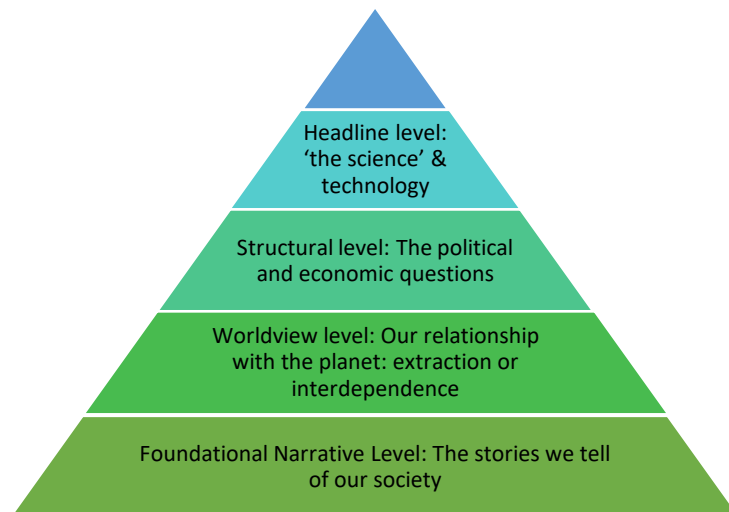 Headline level:
‘the science’ &
technology
Structural level: The political
and economic questions
Worldview level: Our relationship
with the planet: extraction or
interdependence
Foundational Narrative Level: The stories we tell
of our society